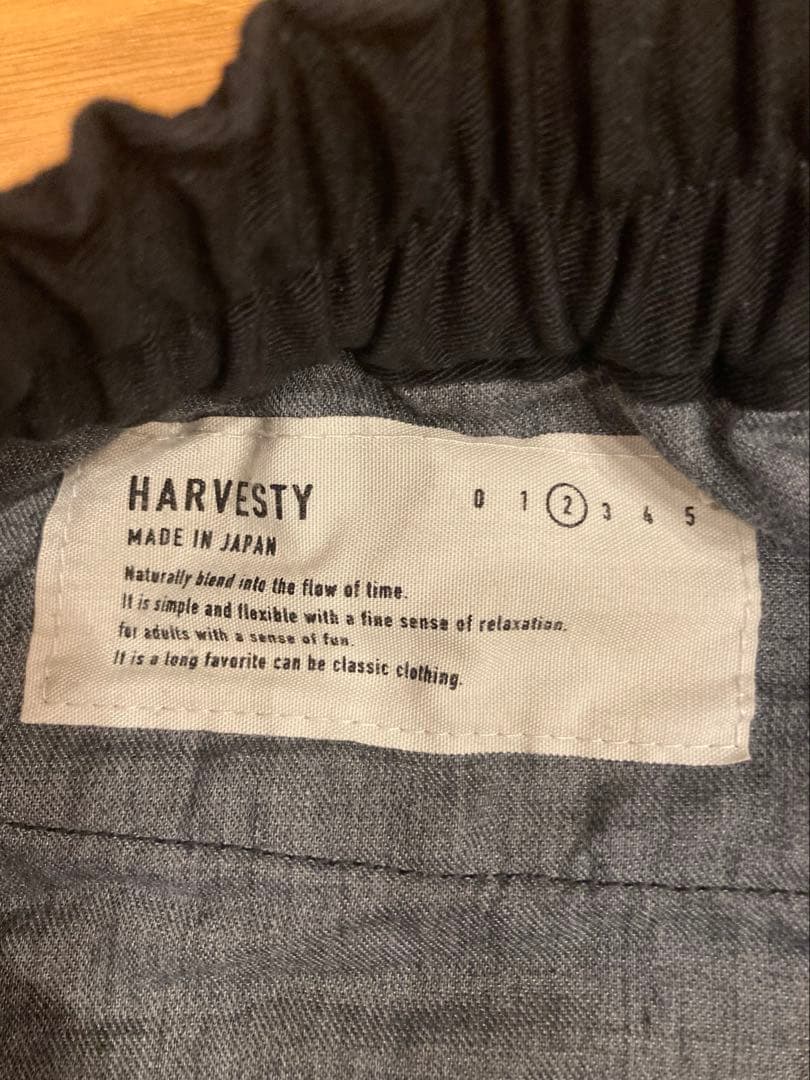 HARVESTY 0 1 2 3 4 5
MADE IN JAPAN
Naturally blend into the flow of time.
It is simple and flexible with a fine sense of relaxation.
for adults with a sense of fun.
It is a long favorite can be classic clothing.